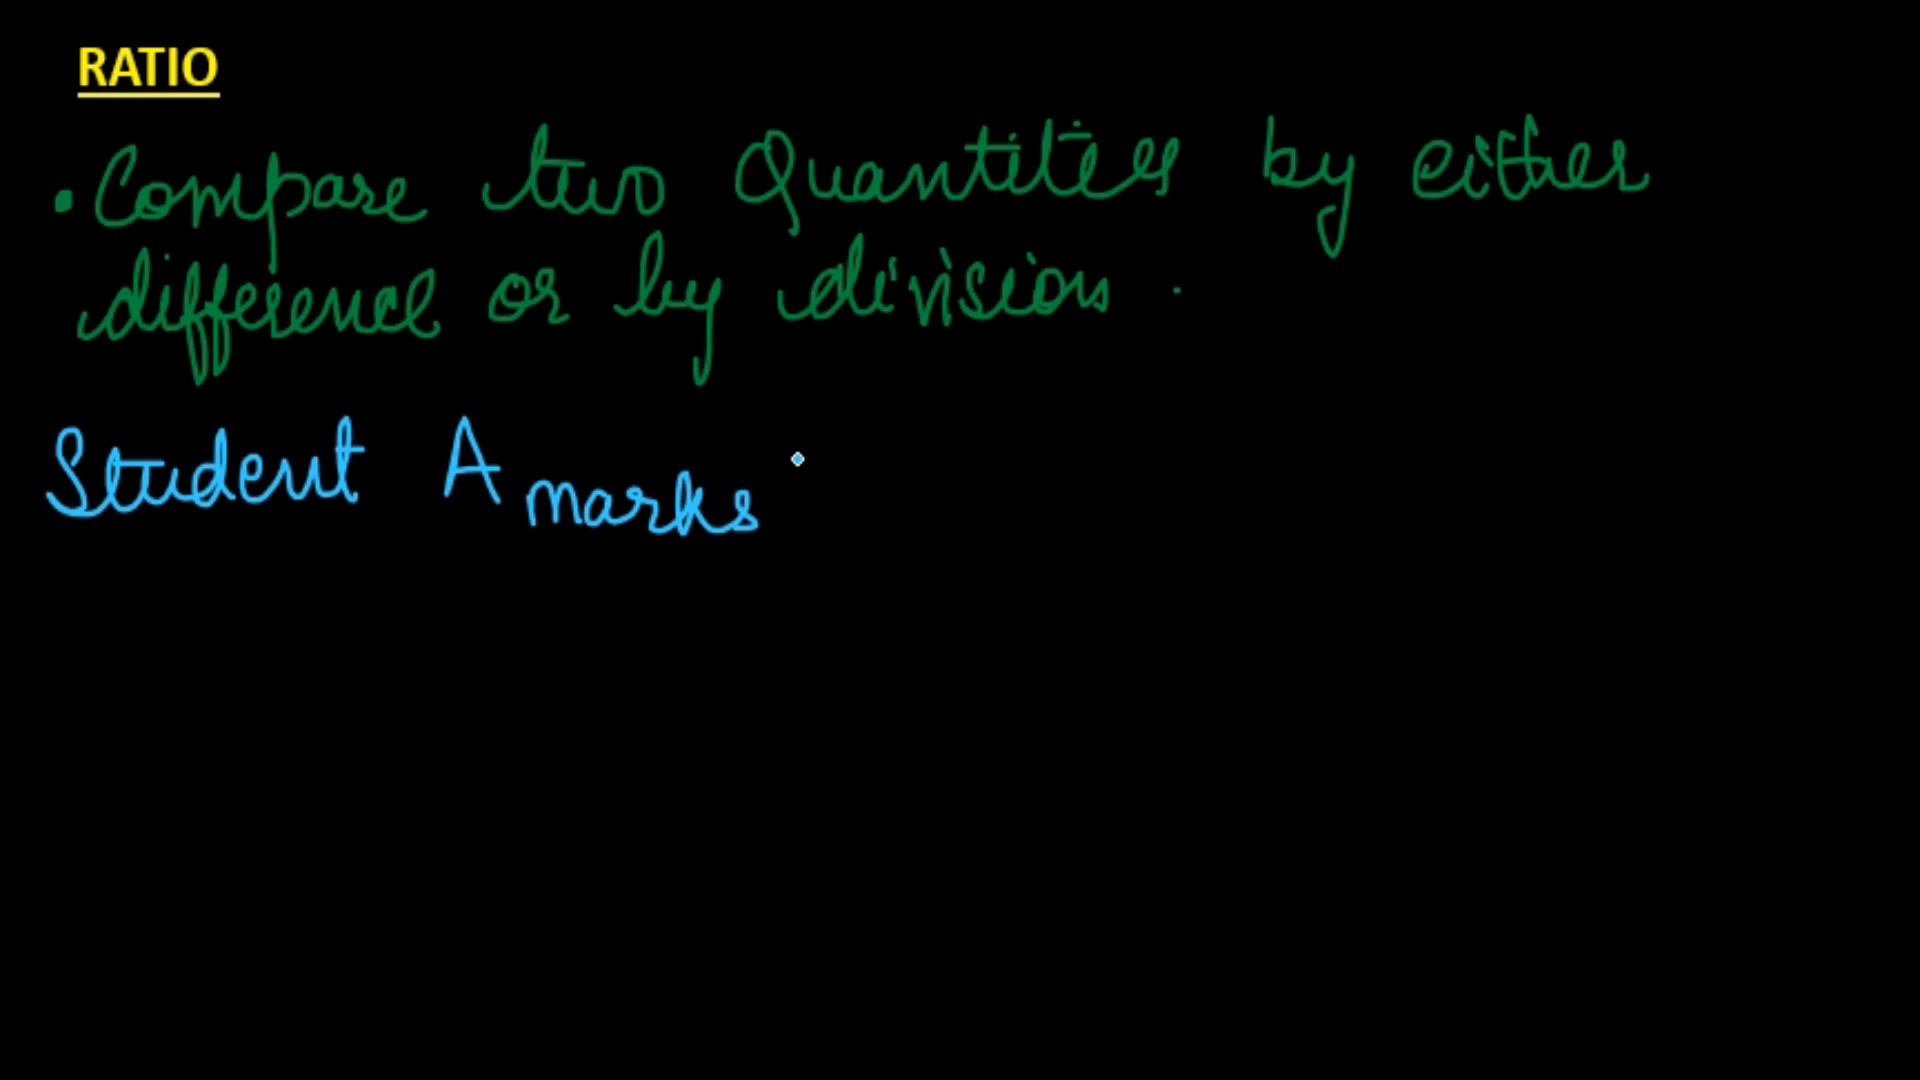 RATIO
• Compare two Quantities by either
difference or by division.
Student A marks